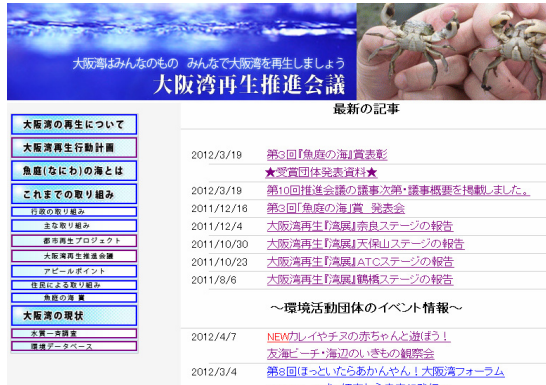 大阪湾はみんなのもの　みんなで大阪湾を再生しましょう
大阪湾再生推進会議
大阪湾の再生について
大阪湾再生行動計画
魚庭(なにわ)の海とは
これまでの取り組み
行政の取り組み
主な取り組み
都市再生プロジェクト
大阪湾再生推進会議
アピールポイント
住民による取り組み
魚庭の海 賞
大阪湾の現状
水質一斉調査
環境データベース
最新の記事
2012/3/19 第3回『魚庭の海』賞表彰
★受賞団体発表資料★
2012/3/19 第10回推進会議の議事次第・議事概要を掲載しました。
2011/12/16 第3回「魚庭の海」賞　発表会
2011/12/4 大阪湾再生『湾展』奈良ステージの報告
2011/10/30 大阪湾再生『湾展』天保山ステージの報告
2011/10/23 大阪湾再生『湾展』ATCステージの報告
2011/8/6 大阪湾再生『湾展』鶴橋ステージの報告
～環境活動団体のイベント情報～
2012/4/7 NEWカレイやチヌの赤ちゃんと遊ぼう！
友海ビーチ・海辺のいきもの観察会
2012/3/4 第8回ほっといたらあかんやん！大阪湾フォーラム